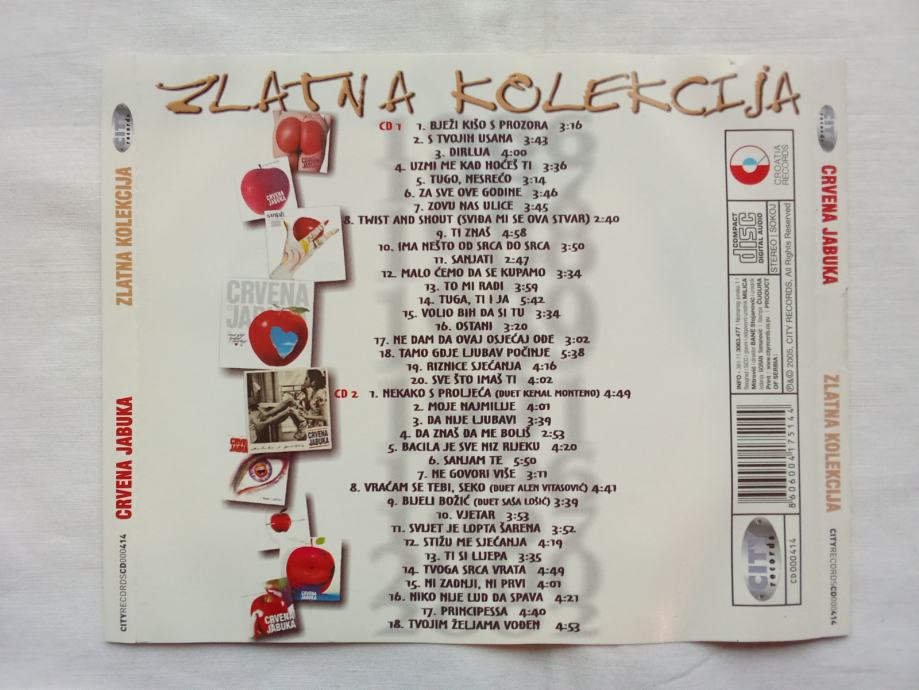 ZLATNA KOLEKCIJA
CD 1 1. BJEŽI KIŠO S PROZORA 3:16
2. S TVOJIH USANA 3:43
3. DIRLIJA 4:00
4. UZMI ME KAD HOĆEŠ TI 3:36
5. TUGO, NESREĆO 3:14
6. ZA SVE OVE GODINE 3:46
7. ZOVU NAS ULICE 3:45
8. TWIST AND SHOUT (SVIĐA MI SE OVA STVAR) 2:40
9. TI ZNAŠ 4:58
10. IMA NEŠTO OD SRCA DO SRCA 3:50
11. SANJATI 2:47
12. MALO ĆEMO DA SE KUPAMO 3:34
13. TO MI RADI 3:59
14. TUGA, TI I JA 5:42
15. VOLIO BIH DA SI TU 3:34
16. OSTANI 3:20
17. NE DAM DA OVAJ OSJEĆAJ ODE 3:02
18. TAMO GDJE LJUBAV POČINJE 5:38
19. RIZNICE SJEĆANJA 4:16
20. SVE ŠTO IMAŠ TI 4:02
CD 2 1. NEKAKO S PROLJEĆA (DUET KEMAL MONTENO) 4:49
2. MOJE NAJMILIJE 4:01
3. DA NIJE LJUBAVI 3:39
4. DA ZNAŠ DA ME BOLIŠ 2:53
5. BACILA JE SVE NIZ RIJEKU 4:20
6. SANJAM TE 5:50
7. NE GOVORI VIŠE 3:11
8. VRAĆAM SE TEBI, SEKO (DUET ALEN VITASOVIĆ) 4:41
9. BIJELI BOŽIĆ (DUET SAŠA LOŠIĆ) 3:39
10. VJETAR 3:53
11. SVIJET JE LOPTA ŠARENA 3:52
12. STIŽU ME SJEĆANJA 4:19
13. TI SI LIJEPA 3:35
14. TVOGA SRCA VRATA 4:49
15. NI ZADNJI, NI PRVI 4:01
16. NIKO NIJE LUD DA SPAVA 4:21
17. PRINCIPESSA 4:40
18. TVOJIM ŽELJAMA VOĐEN 4:53
CITY records
ZLATNA KOLEKCIJA
CRVENA JABUKA
CITYRECORDSCD000414
CITY records
CRVENA JABUKA
ZLATNA KOLEKCIJA
CITYRECORDSCD000414
CROATIA
RECORDS
COMPACT
disc
DIGITAL AUDIO
STEREO | SOKOJ
℗&© 2005, CITY RECORDS, All Rights Reserved
8606004175144
CITY
records
CD000414
CRVENA
JABUKA
sanjati
CRVENA
JABUKA
CRVENA
JABUKA
CRVENA
JABUKA